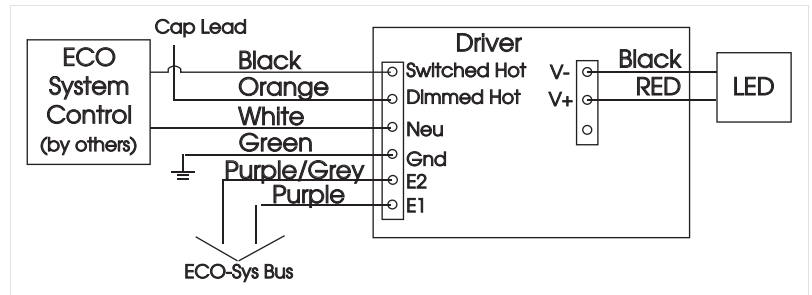 Cap Lead
ECO
System
Control
(by others)
Black
Orange
White
Green
Purple/Grey
Purple
ECO-Sys Bus
Driver
Switched Hot
Dimmed Hot
Neu
Gnd
E2
E1
V-
V+
Black
RED
LED